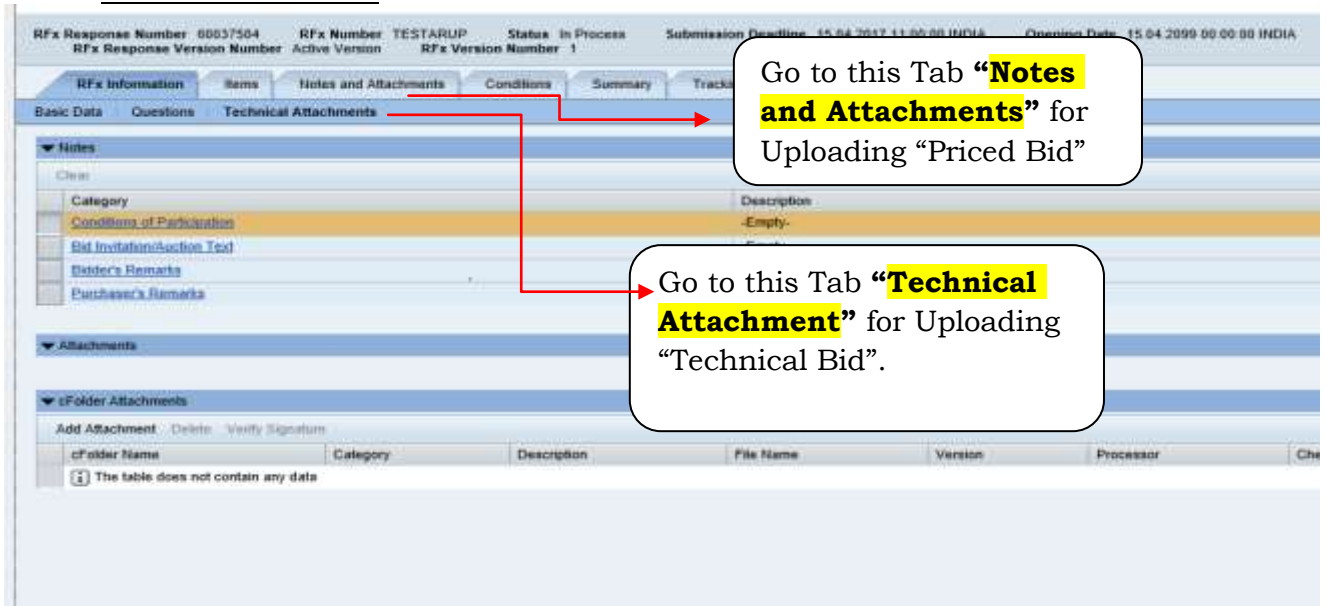 RFx Response Number 60037504 RFx Number TESTARUP Status In Process Submission Deadline 15.04.2017 11:00:00 INDIA Opening Date 15.04.2099 00:00:00 INDIA
RFx Response Version Number Active Version RFx Version Number 1
RFx Information Items Notes and Attachments Conditions Summary
Basic Data Questions Technical Attachments
Go to this Tab “Notes
and Attachments” for
Uploading “Priced Bid”
Notes
Clear
Category Description
Conditions of Participation -Empty-
Bid Invitation/Auction Text
Bidder's Remarks
Purchaser's Remarks
Go to this Tab “Technical
Attachment” for Uploading
“Technical Bid”.
Attachments
cFolder Attachments
Add Attachment Delete Verify Signature
cFolder Name Category Description File Name Version Processor Che
The table does not contain any data